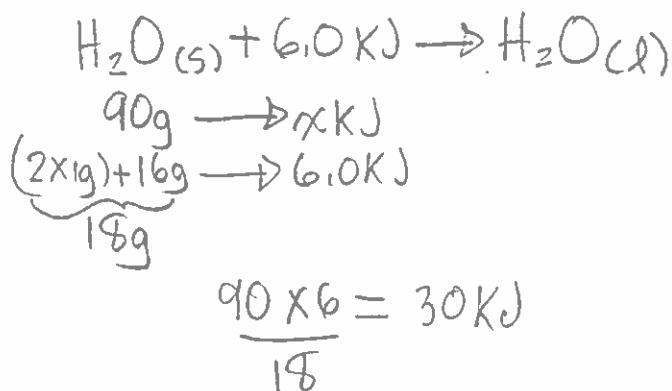 H₂O(s) + 6,0 KJ → H₂O(l)
90g → x KJ
(2x1g)+16g → 6,0 KJ
18g
90 x 6 = 30 KJ
18